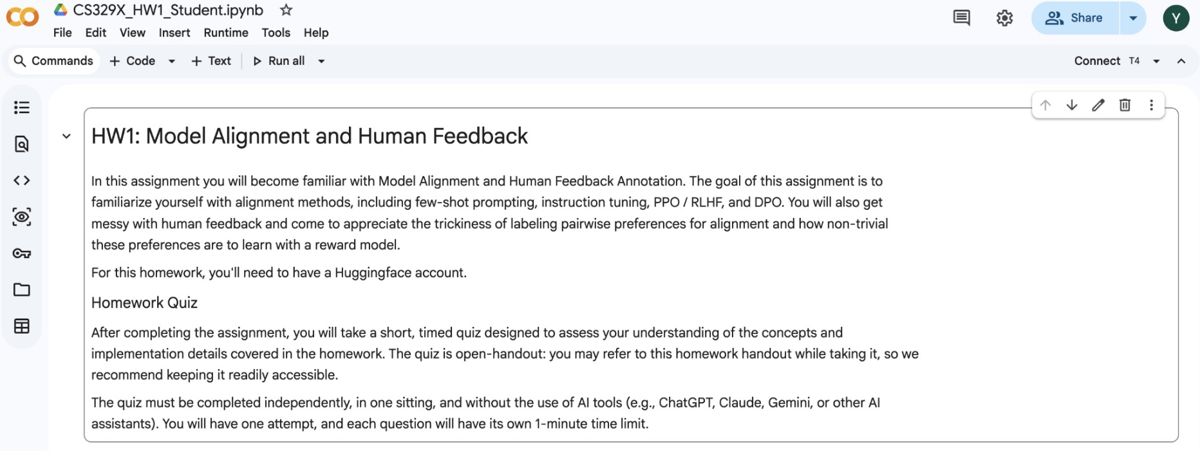 CS329X_HW1_Student.ipynb
File Edit View Insert Runtime Tools Help
Share
Y
Commands + Code + Text Run all
Connect T4
HW1: Model Alignment and Human Feedback
In this assignment you will become familiar with Model Alignment and Human Feedback Annotation. The goal of this assignment is to
familiarize yourself with alignment methods, including few-shot prompting, instruction tuning, PPO / RLHF, and DPO. You will also get
messy with human feedback and come to appreciate the trickiness of labeling pairwise preferences for alignment and how non-trivial
these preferences are to learn with a reward model.
For this homework, you'll need to have a Huggingface account.
Homework Quiz
After completing the assignment, you will take a short, timed quiz designed to assess your understanding of the concepts and
implementation details covered in the homework. The quiz is open-handout: you may refer to this homework handout while taking it, so we
recommend keeping it readily accessible.
The quiz must be completed independently, in one sitting, and without the use of AI tools (e.g., ChatGPT, Claude, Gemini, or other AI
assistants). You will have one attempt, and each question will have its own 1-minute time limit.